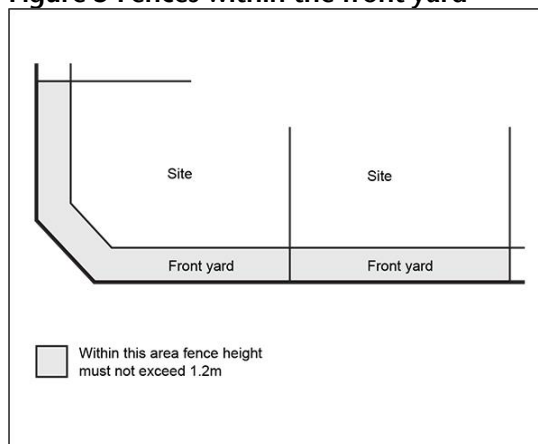 Figure Fences within the front yard
Site
Site
Front yard
Front yard
Within this area fence height
must not exceed 1.2m